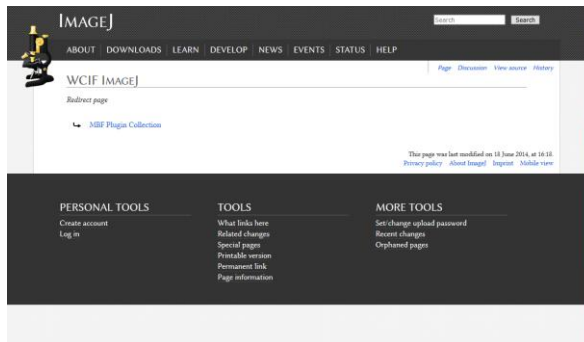 IMAGEJ
Search Search
ABOUT DOWNLOADS LEARN DEVELOP NEWS EVENTS STATUS HELP
Page Discussion View source History
WCIF IMAGEJ
Redirect page
MBF Plugin Collection
This page was last modified on 18 June 2014, at 16:18.
Privacy policy About ImageJ Imprint Mobile view
PERSONAL TOOLS
Create account
Log in
TOOLS
What links here
Related changes
Special pages
Printable version
Permanent link
Page information
MORE TOOLS
Set/change upload password
Recent changes
Orphaned pages